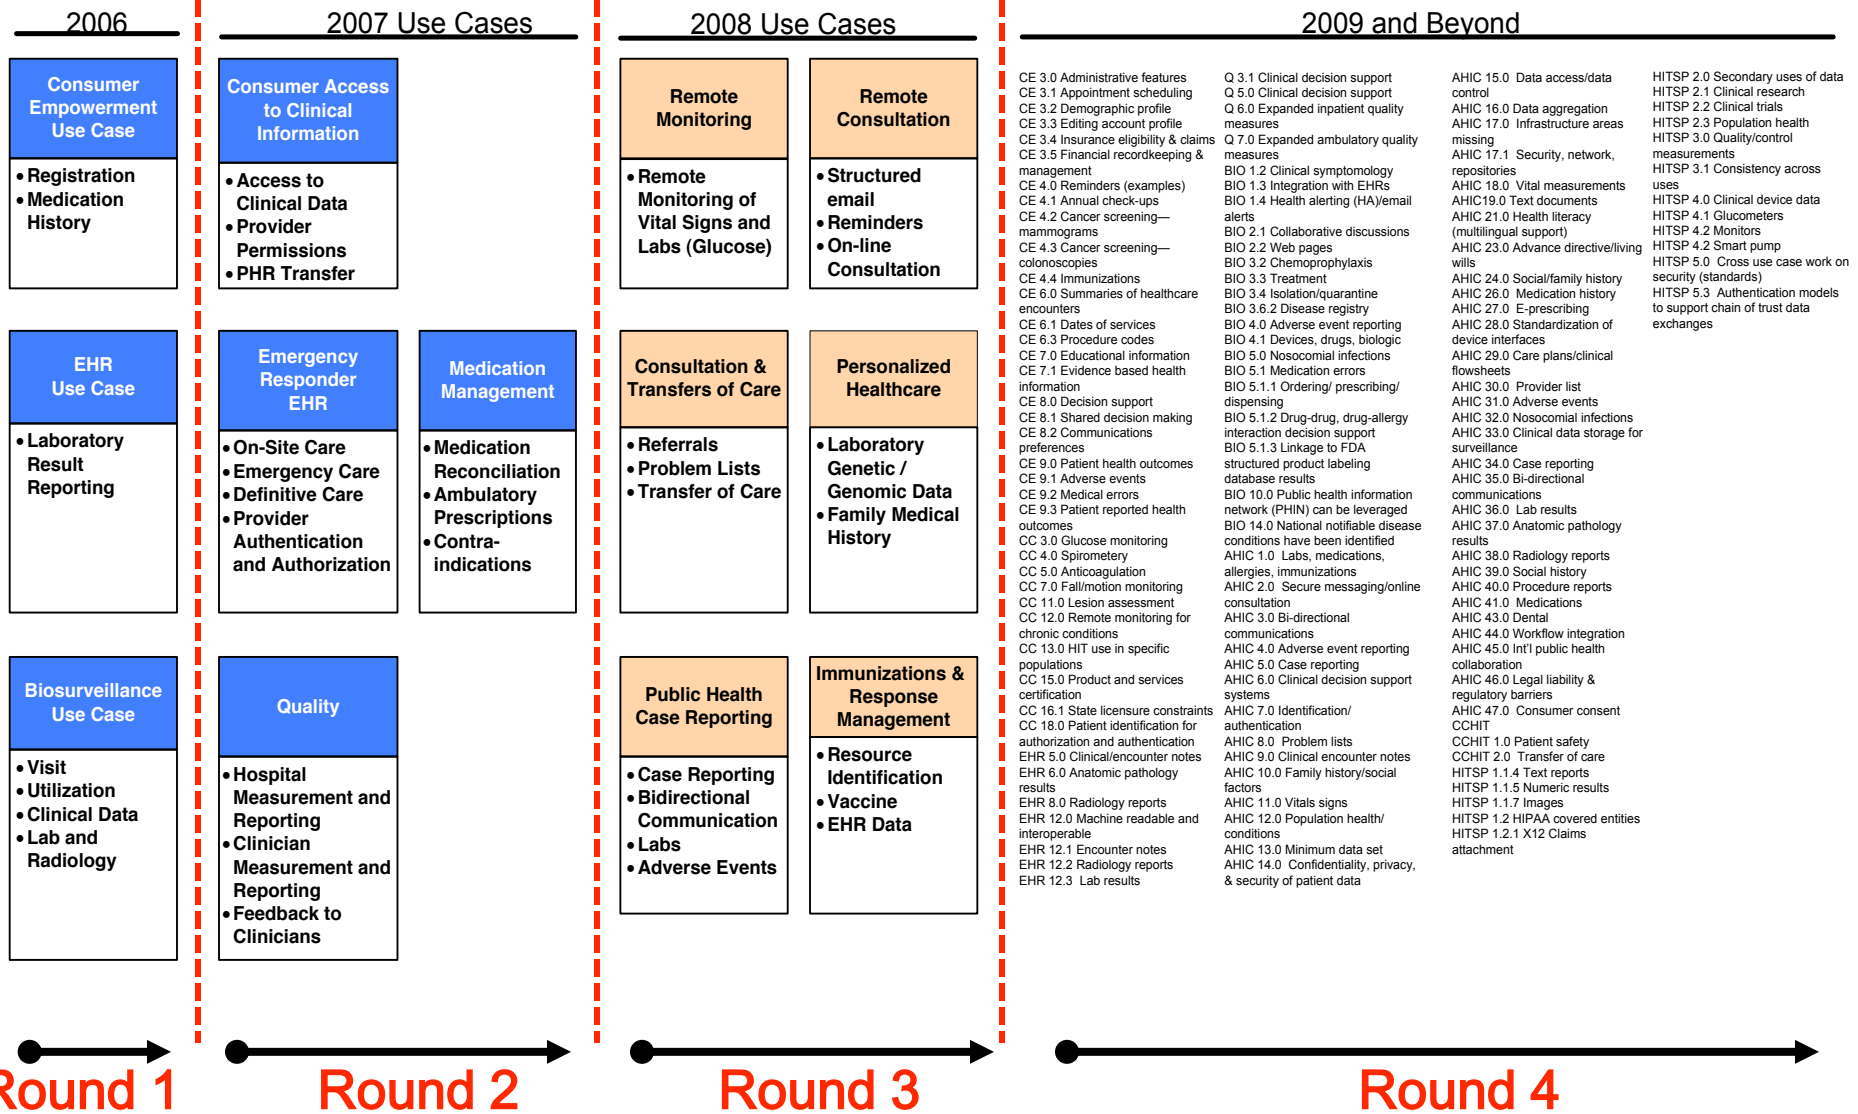 2006
Consumer
Empowerment
Use Case
• Registration
• Medication
History
EHR
Use Case
• Laboratory
Result
Reporting
Biosurveillance
Use Case
• Visit
• Utilization
• Clinical Data
• Lab and
Radiology
Round 1
2007 Use Cases
Consumer Access
to Clinical
Information
• Access to
Clinical Data
• Provider
Permissions
• PHR Transfer
Emergency
Responder
EHR
• On-Site Care
• Emergency Care
• Definitive Care
• Provider
Authentication
and Authorization
Medication
Management
• Medication
Reconciliation
• Ambulatory
Prescriptions
• Contra-
indications
Quality
• Hospital
Measurement and
Reporting
• Clinician
Measurement and
Reporting
• Feedback to
Clinicians
Round 2
2008 Use Cases
Remote
Monitoring
• Remote
Monitoring of
Vital Signs and
Labs (Glucose)
Remote
Consultation
• Structured
email
• Reminders
• On-line
Consultation
Consultation &
Transfers of Care
• Referrals
• Problem Lists
• Transfer of Care
Personalized
Healthcare
• Laboratory
Genetic /
Genomic Data
• Family Medical
History
Public Health
Case Reporting
• Case Reporting
• Bidirectional
Communication
• Labs
• Adverse Events
Immunizations &
Response
Management
• Resource
Identification
• Vaccine
• EHR Data
Round 3
2009 and Beyond
CE 3.0 Administrative features
CE 3.1 Appointment scheduling
CE 3.2 Demographic profile
CE 3.3 Editing account profile
CE 3.4 Insurance eligibility & claims
CE 3.5 Financial recordkeeping &
management
CE 4.0 Reminders (examples)
CE 4.1 Annual check-ups
CE 4.2 Cancer screening—
mammograms
CE 4.3 Cancer screening—
colonoscopies
CE 4.4 Immunizations
CE 6.0 Summaries of healthcare
encounters
CE 6.1 Dates of services
CE 6.3 Procedure codes
CE 7.0 Educational information
CE 7.1 Evidence based health
information
CE 8.0 Decision support
CE 8.1 Shared decision making
CE 8.2 Communications
preferences
CE 9.0 Patient health outcomes
CE 9.1 Adverse events
CE 9.2 Medical errors
CE 9.3 Patient reported health
outcomes
CC 3.0 Glucose monitoring
CC 4.0 Spirometery
CC 5.0 Anticoagulation
CC 7.0 Fall/motion monitoring
CC 11.0 Lesion assessment
CC 12.0 Remote monitoring for
chronic conditions
CC 13.0 HIT use in specific
populations
CC 15.0 Product and services
certification
CC 16.1 State licensure constraints
CC 18.0 Patient identification for
authorization and authentication
EHR 5.0 Clinical/encounter notes
EHR 6.0 Anatomic pathology
results
EHR 8.0 Radiology reports
EHR 12.0 Machine readable and
interoperable
EHR 12.1 Encounter notes
EHR 12.2 Radiology reports
EHR 12.3 Lab results
Q 3.1 Clinical decision support
Q 5.0 Clinical decision support
Q 6.0 Expanded inpatient quality
measures
Q 7.0 Expanded ambulatory quality
measures
BIO 1.2 Clinical symptomology
BIO 1.3 Integration with EHRs
BIO 1.4 Health alerting (HA)/email
alerts
BIO 2.1 Collaborative discussions
BIO 2.2 Web pages
BIO 3.2 Chemoprophylaxis
BIO 3.3 Treatment
BIO 3.4 Isolation/quarantine
BIO 3.6.2 Disease registry
BIO 4.0 Adverse event reporting
BIO 4.1 Devices, drugs, biologic
BIO 5.0 Nosocomial infections
BIO 5.1 Medication errors
BIO 5.1.1 Ordering/ prescribing/
dispensing
BIO 5.1.2 Drug-drug, drug-allergy
interaction decision support
BIO 5.1.3 Linkage to FDA
structured product labeling
database results
BIO 10.0 Public health information
network (PHIN) can be leveraged
BIO 14.0 National notifiable disease
conditions have been identified
AHIC 1.0 Labs, medications,
allergies, immunizations
AHIC 2.0 Secure messaging/online
consultation
AHIC 3.0 Bi-directional
communications
AHIC 4.0 Adverse event reporting
AHIC 5.0 Case reporting
AHIC 6.0 Clinical decision support
systems
AHIC 7.0 Identification/
authentication
AHIC 8.0 Problem lists
AHIC 9.0 Clinical encounter notes
AHIC 10.0 Family history/social
factors
AHIC 11.0 Vitals signs
AHIC 12.0 Population health/
conditions
AHIC 13.0 Minimum data set
AHIC 14.0 Confidentiality, privacy,
& security of patient data
AHIC 15.0 Data access/data
control
AHIC 16.0 Data aggregation
AHIC 17.0 Infrastructure areas
missing
AHIC 17.1 Security, network,
repositories
AHIC 18.0 Vital measurements
AHIC19.0 Text documents
AHIC 21.0 Health literacy
(multilingual support)
AHIC 23.0 Advance directive/living
wills
AHIC 24.0 Social/family history
AHIC 26.0 Medication history
AHIC 27.0 E-prescribing
AHIC 28.0 Standardization of
device interfaces
AHIC 29.0 Care plans/clinical
flowsheets
AHIC 30.0 Provider list
AHIC 31.0 Adverse events
AHIC 32.0 Nosocomial infections
AHIC 33.0 Clinical data storage for
surveillance
AHIC 34.0 Case reporting
AHIC 35.0 Bi-directional
communications
AHIC 36.0 Lab results
AHIC 37.0 Anatomic pathology
results
AHIC 38.0 Radiology reports
AHIC 39.0 Social history
AHIC 40.0 Procedure reports
AHIC 41.0 Medications
AHIC 43.0 Dental
AHIC 44.0 Workflow integration
AHIC 45.0 Int'l public health
collaboration
AHIC 46.0 Legal liability &
regulatory barriers
AHIC 47.0 Consumer consent
CCHIT
CCHIT 1.0 Patient safety
CCHIT 2.0 Transfer of care
HITSP 1.1.4 Text reports
HITSP 1.1.5 Numeric results
HITSP 1.1.7 Images
HITSP 1.2 HIPAA covered entities
HITSP 1.2.1 X12 Claims
attachment
HITSP 2.0 Secondary uses of data
HITSP 2.1 Clinical research
HITSP 2.2 Clinical trials
HITSP 2.3 Population health
HITSP 3.0 Quality/control
measurements
HITSP 3.1 Consistency across
uses
HITSP 4.0 Clinical device data
HITSP 4.1 Glucometers
HITSP 4.2 Monitors
HITSP 4.2 Smart pump
HITSP 5.0 Cross use case work on
security (standards)
HITSP 5.3 Authentication models
to support chain of trust data
exchanges
Round 4